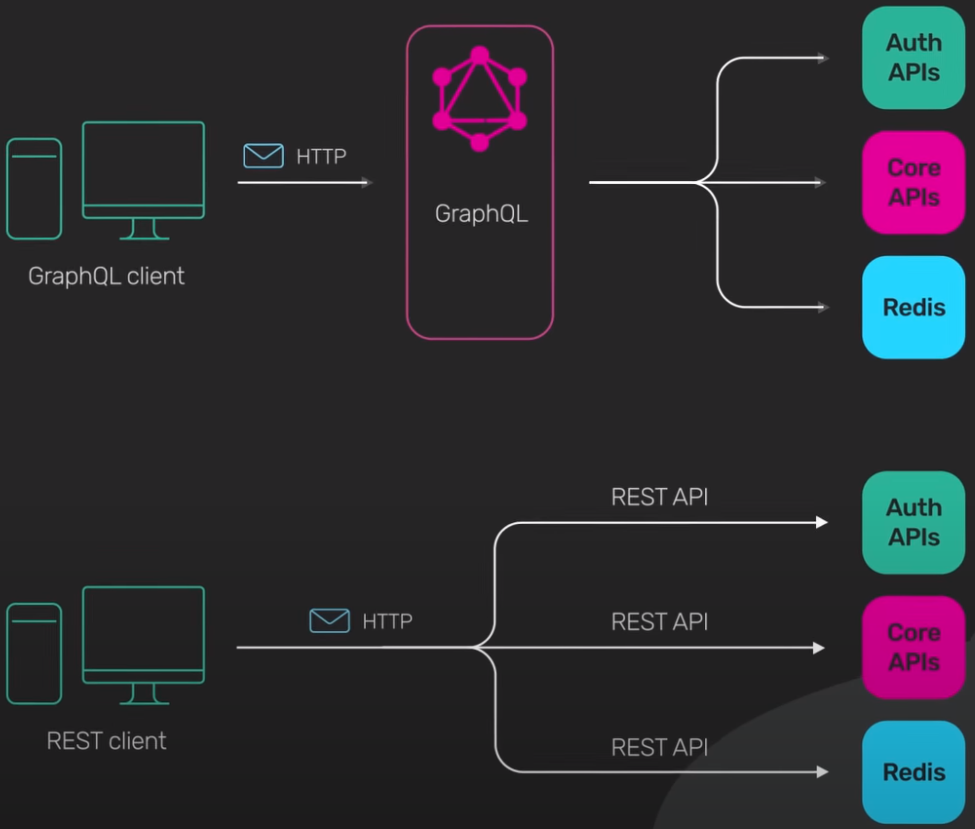 Auth
APIs
HTTP
Core
APIs
GraphQL
GraphQL client
Redis
REST API
Auth
APIs
HTTP
REST API
Core
APIs
REST client
REST API
Redis